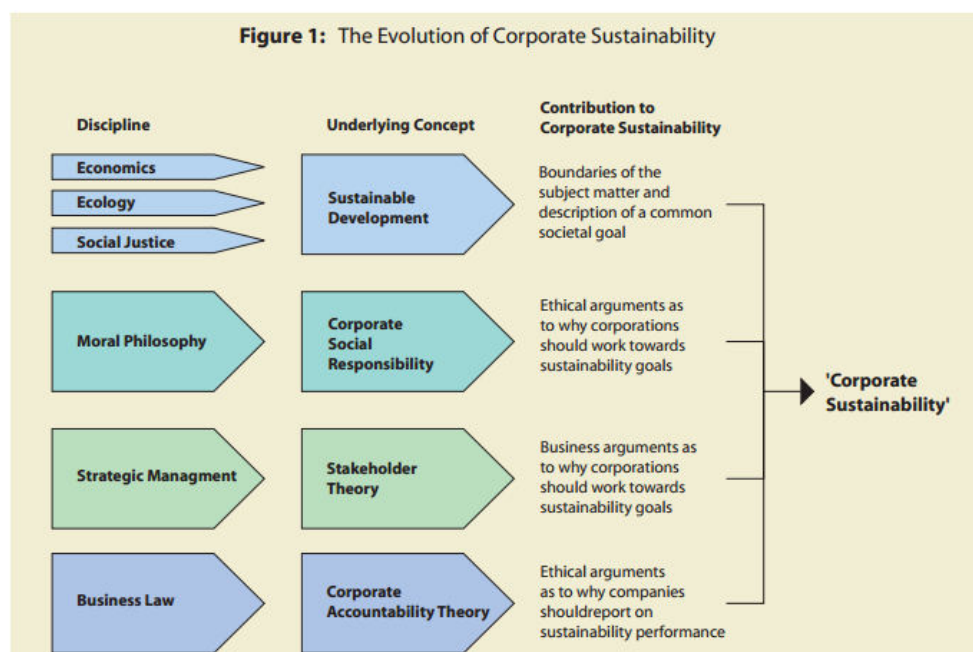 Figure 1: The Evolution of Corporate Sustainability
Discipline
Underlying Concept
Contribution to
Corporate Sustainability
Economics
Ecology
Social Justice
Sustainable
Development
Boundaries of the
subject matter and
description of a common
societal goal
Moral Philosophy
Corporate
Social
Responsibility
Ethical arguments as
to why corporations
should work towards
sustainability goals
'Corporate
Sustainability'
Strategic Managment
Stakeholder
Theory
Business arguments as
to why corporations
should work towards
sustainability goals
Business Law
Corporate
Accountability Theory
Ethical arguments
as to why companies
shouldreport on
sustainability performance